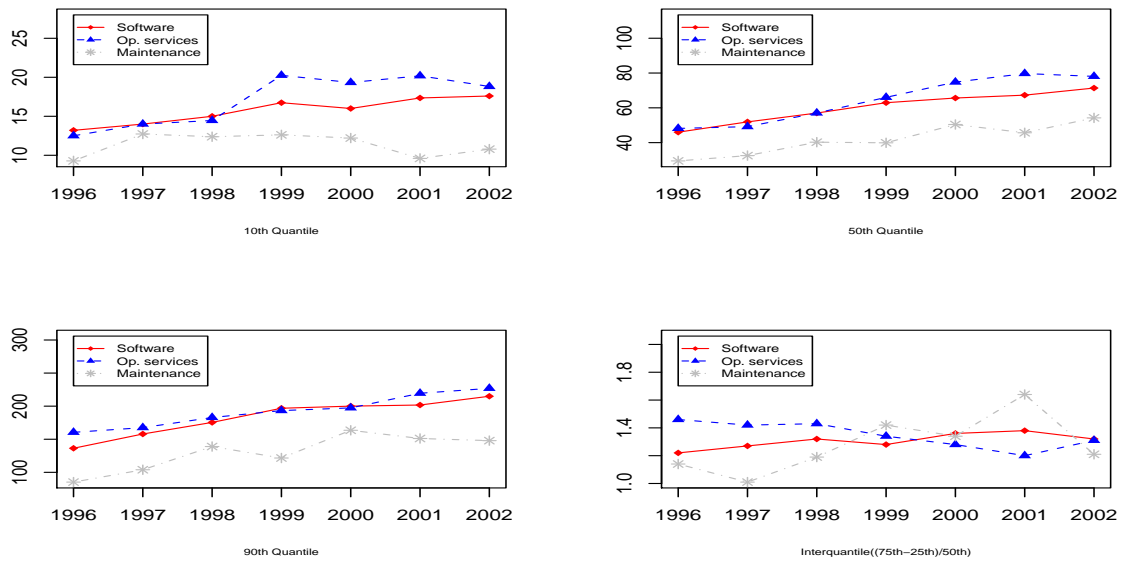 25
20
15
10
Software
Op. services
Maintenance
1996 1997 1998 1999 2000 2001 2002
10th Quantile
100
80
60
40
Software
Op. services
Maintenance
1996 1997 1998 1999 2000 2001 2002
50th Quantile
300
200
100
Software
Op. services
Maintenance
1996 1997 1998 1999 2000 2001 2002
90th Quantile
1.8
1.4
1.0
Software
Op. services
Maintenance
1996 1997 1998 1999 2000 2001 2002
Interquantile((75th−25th)/50th)